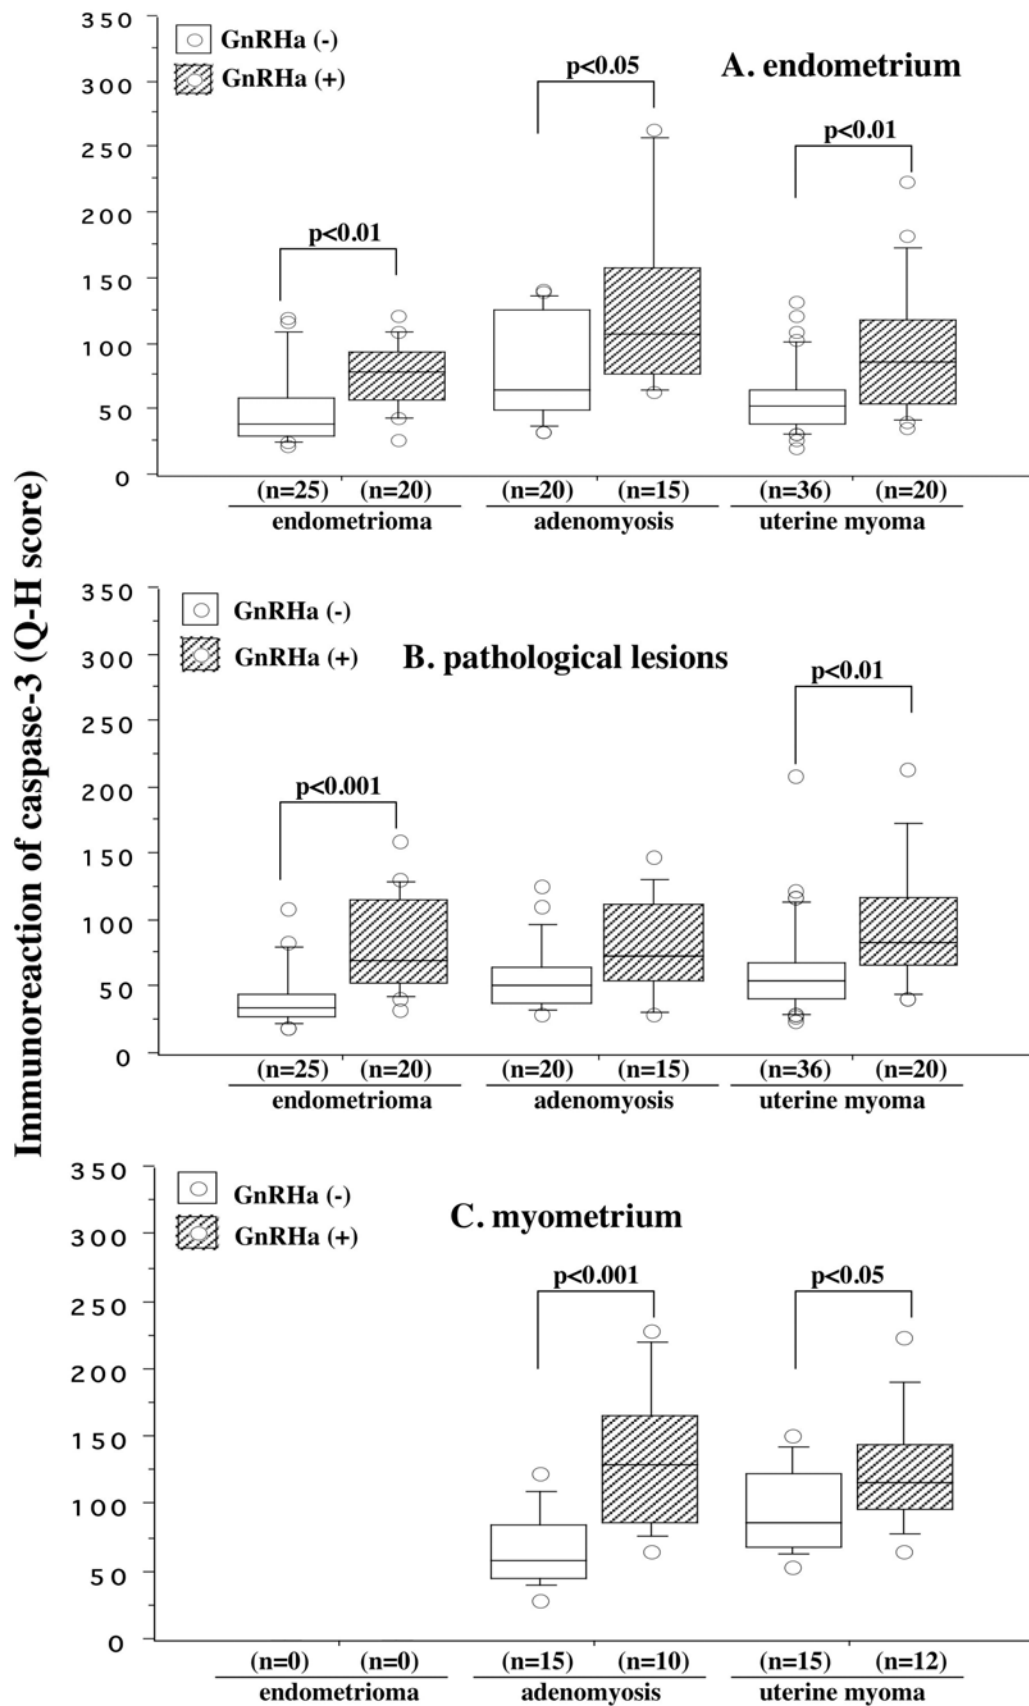 Immunoreaction of caspase-3 (Q-H score)
350
300
250
200
150
100
50
0
GnRHa (-)
GnRHa (+)
A. endometrium
p<0.01
p<0.05
p<0.01
(n=25) (n=20) (n=20) (n=15) (n=36) (n=20)
endometrioma adenomyosis uterine myoma
350
300
250
200
150
100
50
0
GnRHa (-)
GnRHa (+)
B. pathological lesions
p<0.001
p<0.01
(n=25) (n=20) (n=20) (n=15) (n=36) (n=20)
endometrioma adenomyosis uterine myoma
350
300
250
200
150
100
50
0
GnRHa (-)
GnRHa (+)
C. myometrium
p<0.001
p<0.05
(n=0) (n=0) (n=15) (n=10) (n=15) (n=12)
endometrioma adenomyosis uterine myoma